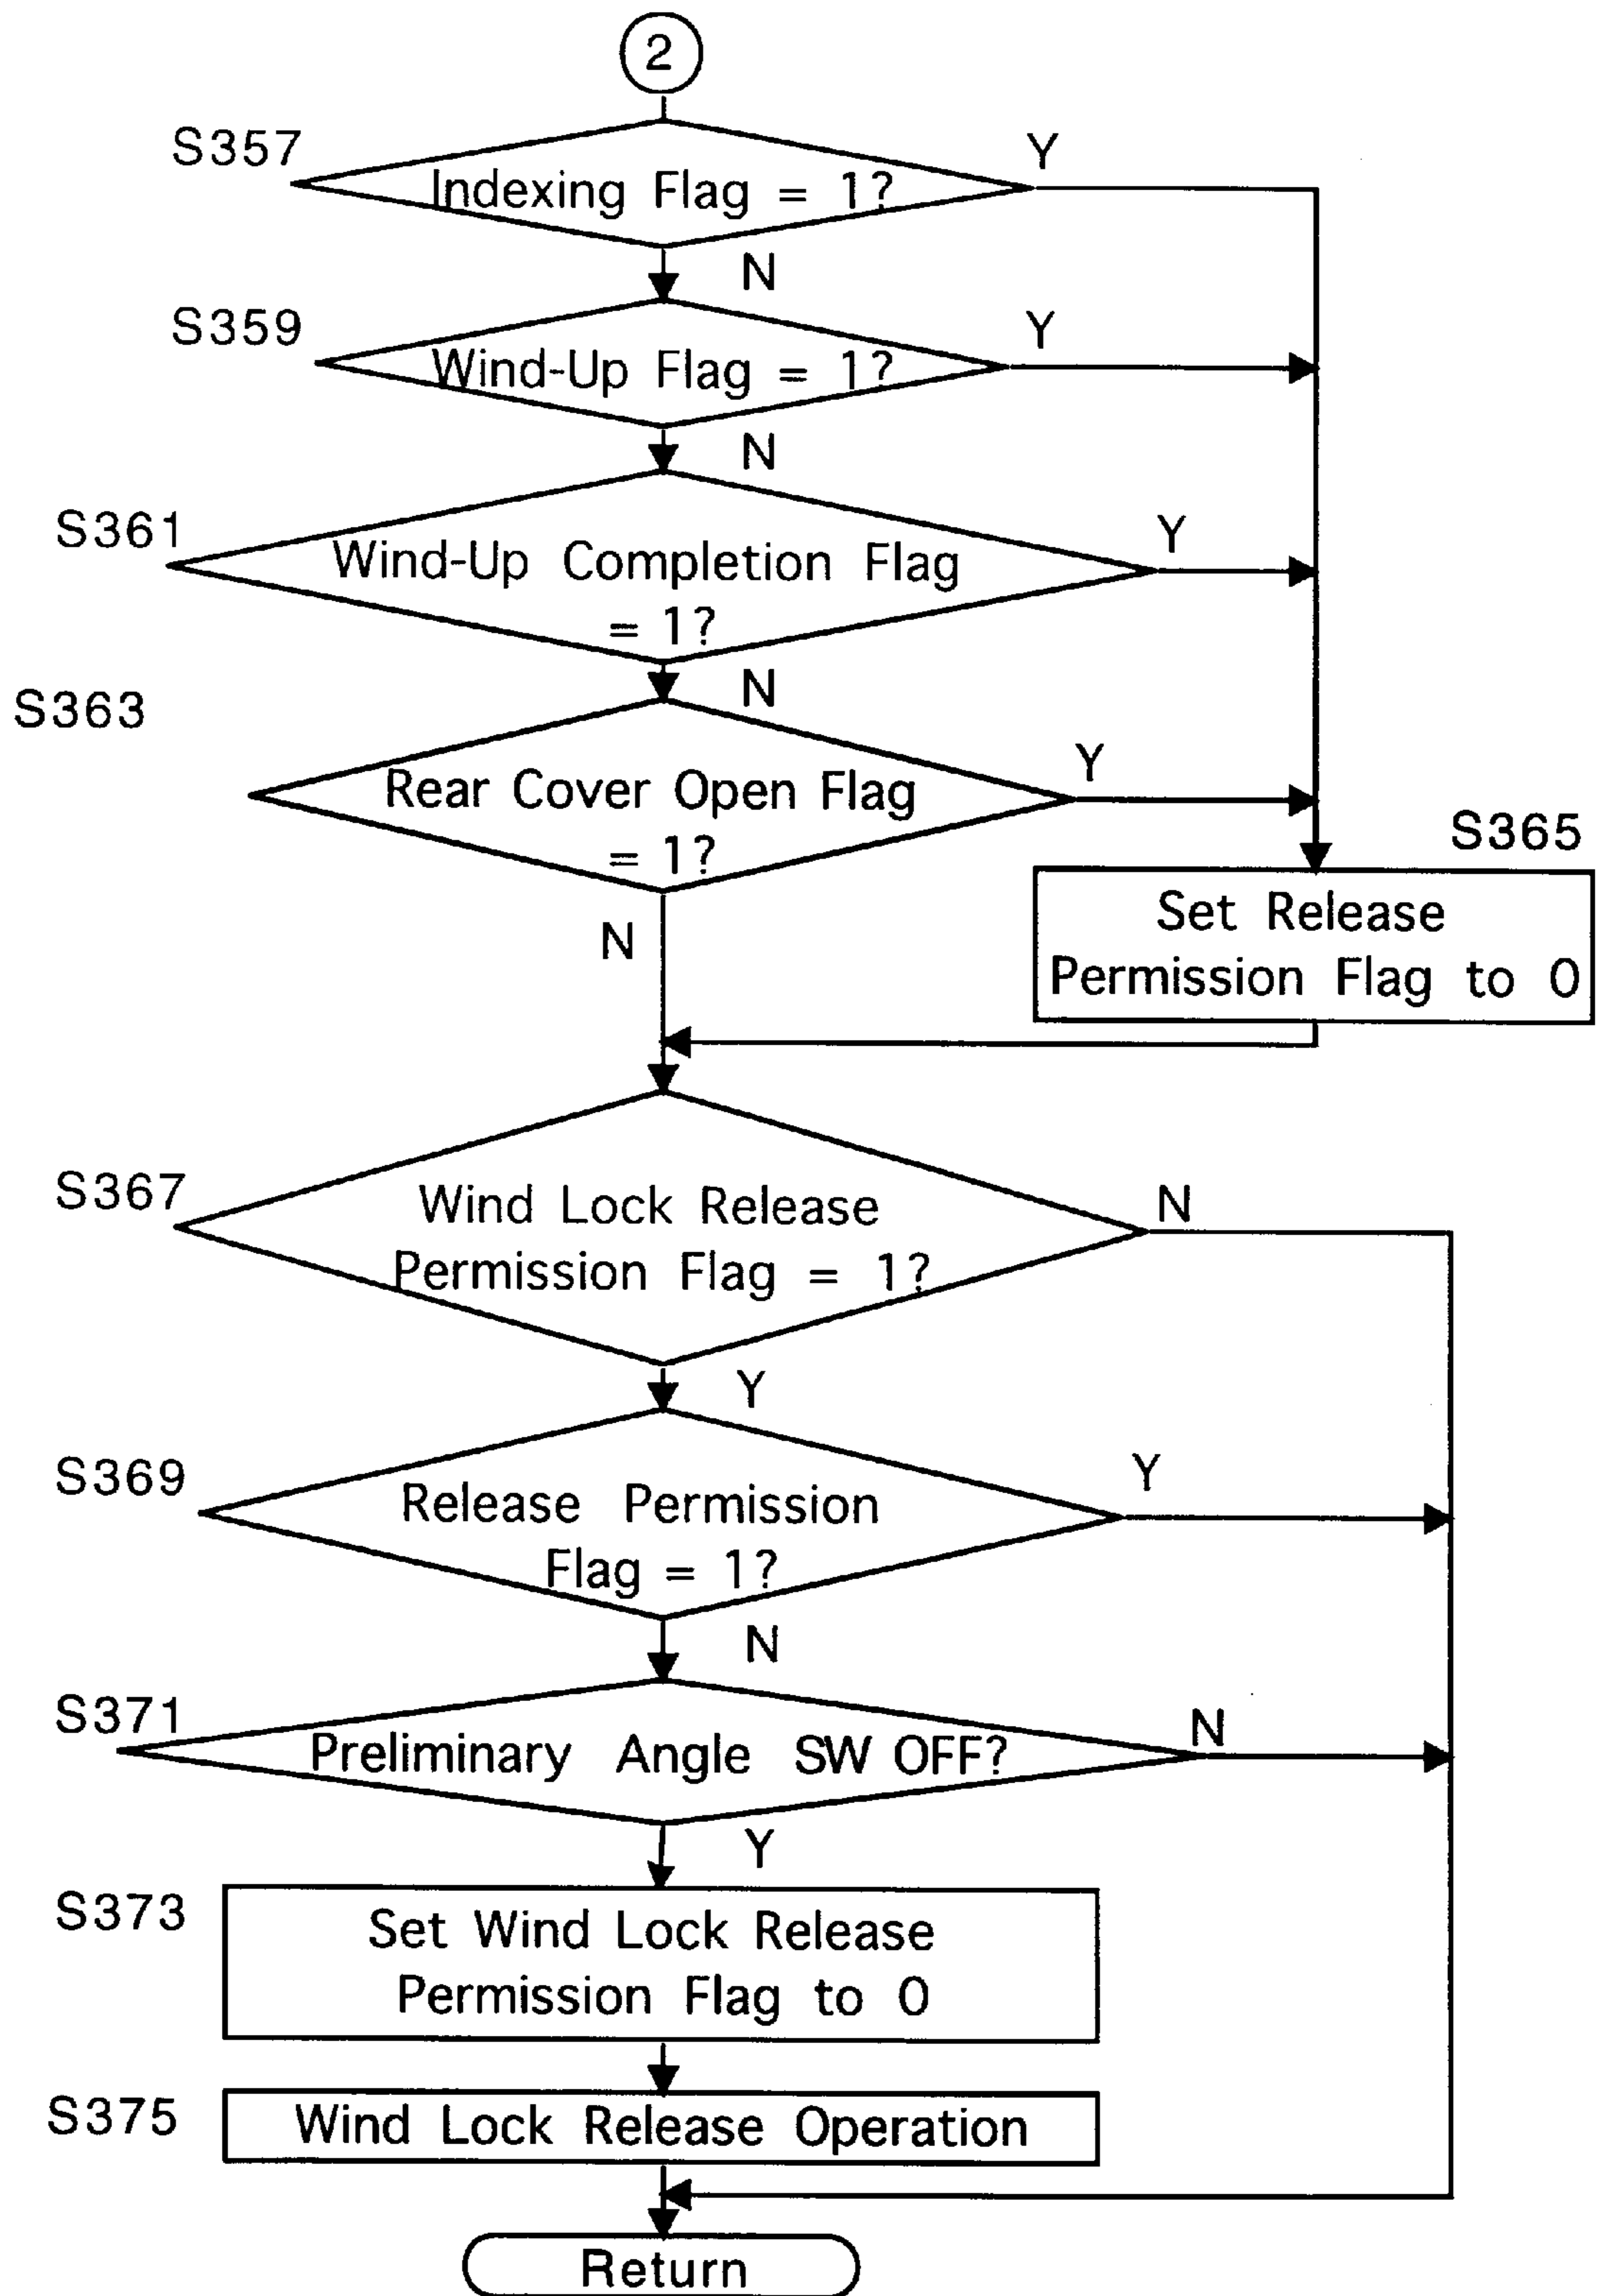 2
S357
Indexing Flag = 1?
Y
N
S359
Wind-Up Flag = 1?
Y
N
S361
Wind-Up Completion Flag
= 1?
Y
N
S363
Rear Cover Open Flag
= 1?
Y
N
S365
Set Release
Permission Flag to 0
S367
Wind Lock Release
Permission Flag = 1?
N
Y
S369
Release Permission
Flag = 1?
Y
N
S371
Preliminary Angle SW OFF?
N
Y
S373
Set Wind Lock Release
Permission Flag to 0
S375
Wind Lock Release Operation
Return